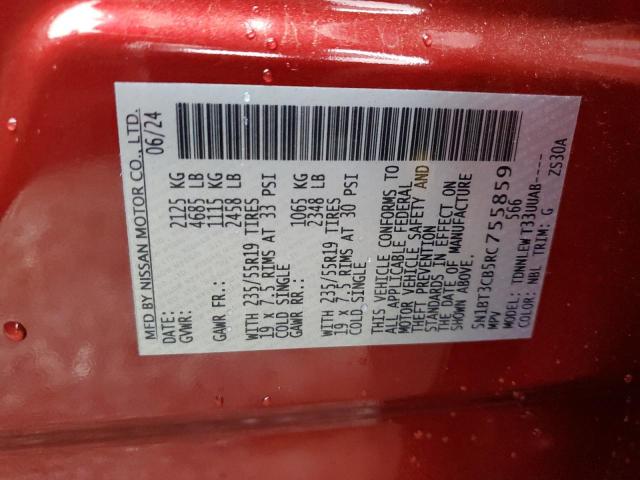 MFD BY NISSAN MOTOR CO., LTD.
DATE: 06/24
GVWR: 2125 KG
4685 LB
GAWR FR.: 1115 KG
2458 LB
WITH 235/55R19 TIRES
19 X 7.5 RIMS AT 33 PSI
COLD SINGLE
GAWR RR.: 1065 KG
2348 LB
WITH 235/55R19 TIRES
19 X 7.5 RIMS AT 30 PSI
COLD SINGLE
THIS VEHICLE CONFORMS TO
ALL APPLICABLE FEDERAL
MOTOR VEHICLE SAFETY AND
THEFT PREVENTION
STANDARDS IN EFFECT ON
THE DATE OF MANUFACTURE
SHOWN ABOVE.
5N1BT3CB5RC755859
MPV 566
MODEL: TDNNLEWT33UUAB----
COLOR: NBL TRIM: G ZS30A